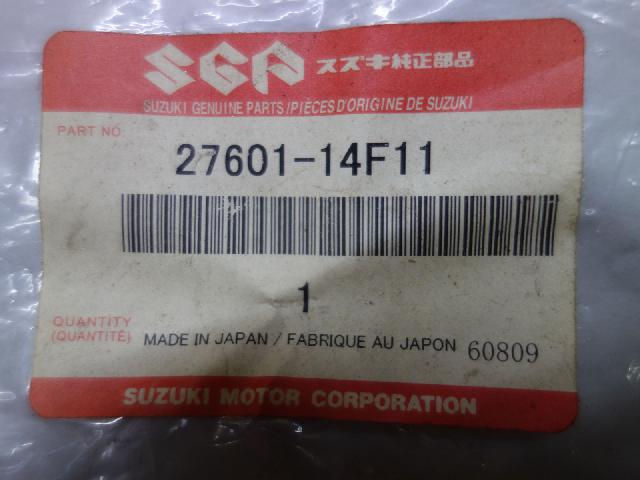 SGP スズキ純正部品
SUZUKI GENUINE PARTS/PIÈCES D'ORIGINE DE SUZUKI
PART NO.
27601-14F11
1
QUANTITY
(QUANTITÉ)
MADE IN JAPAN / FABRIQUE AU JAPON 60809
SUZUKI MOTOR CORPORATION